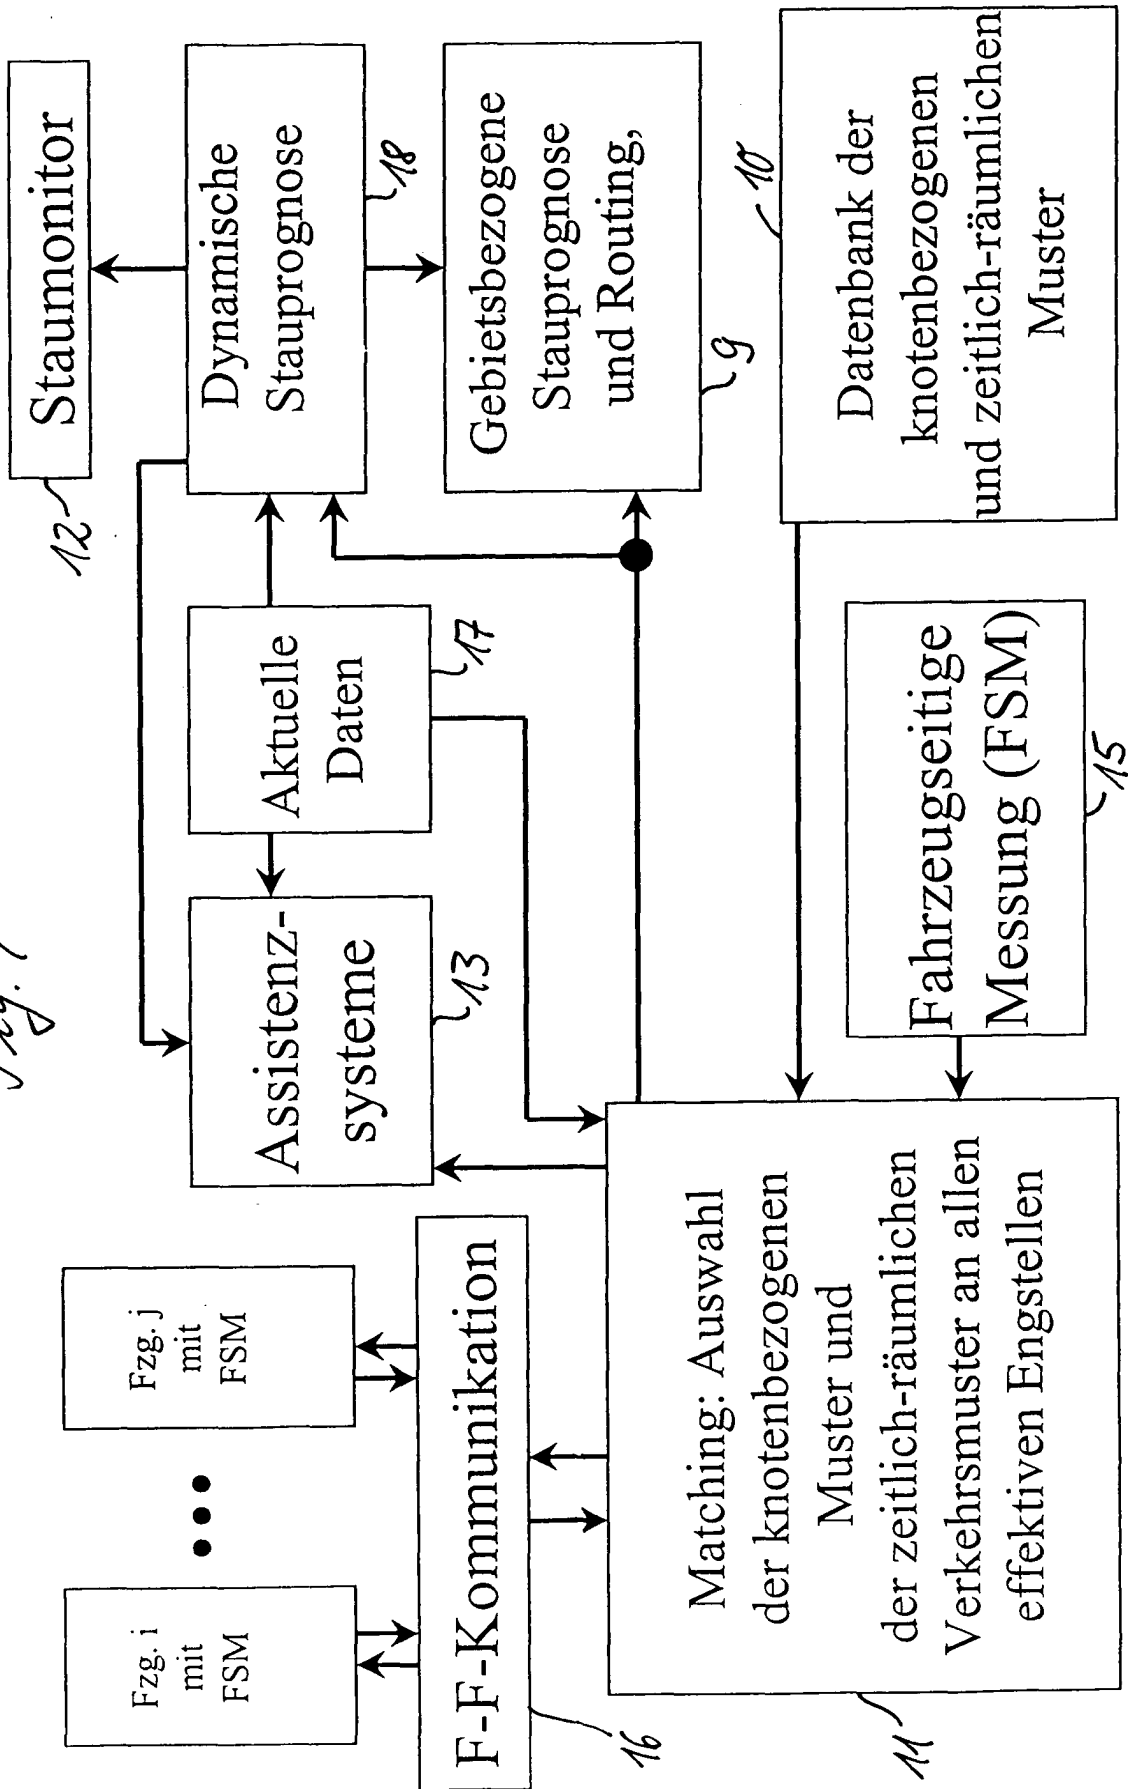 Fig. 1
Fzg. i
mit
FSM
Fzg. j
mit
FSM
F-F-Kommunikation
16
Assistenz-
systeme
13
Aktuelle
Daten
17
Staumonitor
12
Dynamische
Stauprognose
18
Gebietsbezogene
Stauprognose
und Routing,
9
Matching: Auswahl
der knotenbezogenen
Muster und
der zeitlich-räumlichen
Verkehrsmuster an allen
effektiven Engstellen
11
Fahrzeugseitige
Messung (FSM)
15
10
Datenbank der
knotenbezogenen
und zeitlich-räumlichen
Muster